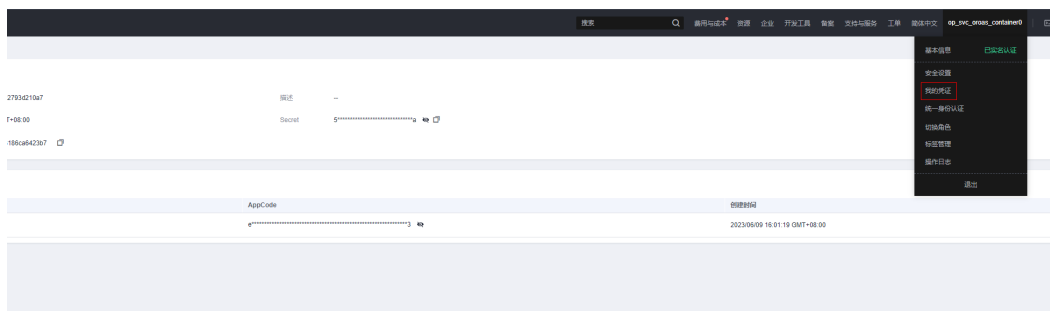 搜索 费用与成本 资源 企业 开发工具 备案 支持与服务 工单 简体中文 op_svc_oroas_container0
基本信息 已实名认证
安全设置
我的凭证
统一身份认证
切换角色
标签管理
操作日志
退出
2793d210a7 描述 --
T+08:00 Secret 5******************************a
186ca6423b7
AppCode 创建时间
e**************************************************************3 2023/06/09 16:01:19 GMT+08:00